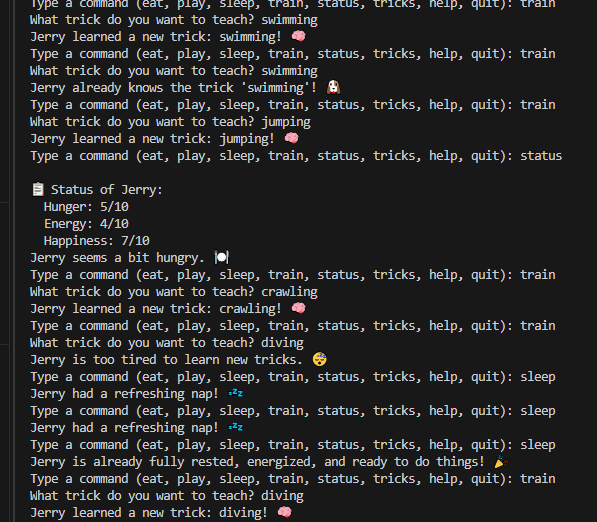 Type a command (eat, play, sleep, train, status, tricks, help, quit): train
What trick do you want to teach? swimming
Jerry learned a new trick: swimming! 🧠
Type a command (eat, play, sleep, train, status, tricks, help, quit): train
What trick do you want to teach? swimming
Jerry already knows the trick 'swimming'! 🐶
Type a command (eat, play, sleep, train, status, tricks, help, quit): train
What trick do you want to teach? jumping
Jerry learned a new trick: jumping! 🧠
Type a command (eat, play, sleep, train, status, tricks, help, quit): status
📋 Status of Jerry:
Hunger: 5/10
Energy: 4/10
Happiness: 7/10
Jerry seems a bit hungry. 🍽️
Type a command (eat, play, sleep, train, status, tricks, help, quit): train
What trick do you want to teach? crawling
Jerry learned a new trick: crawling! 🧠
Type a command (eat, play, sleep, train, status, tricks, help, quit): train
What trick do you want to teach? diving
Jerry is too tired to learn new tricks. 😴
Type a command (eat, play, sleep, train, status, tricks, help, quit): sleep
Jerry had a refreshing nap! 💤
Type a command (eat, play, sleep, train, status, tricks, help, quit): sleep
Jerry had a refreshing nap! 💤
Type a command (eat, play, sleep, train, status, tricks, help, quit): sleep
Jerry is already fully rested, energized, and ready to do things! 🎉
Type a command (eat, play, sleep, train, status, tricks, help, quit): train
What trick do you want to teach? diving
Jerry learned a new trick: diving! 🧠